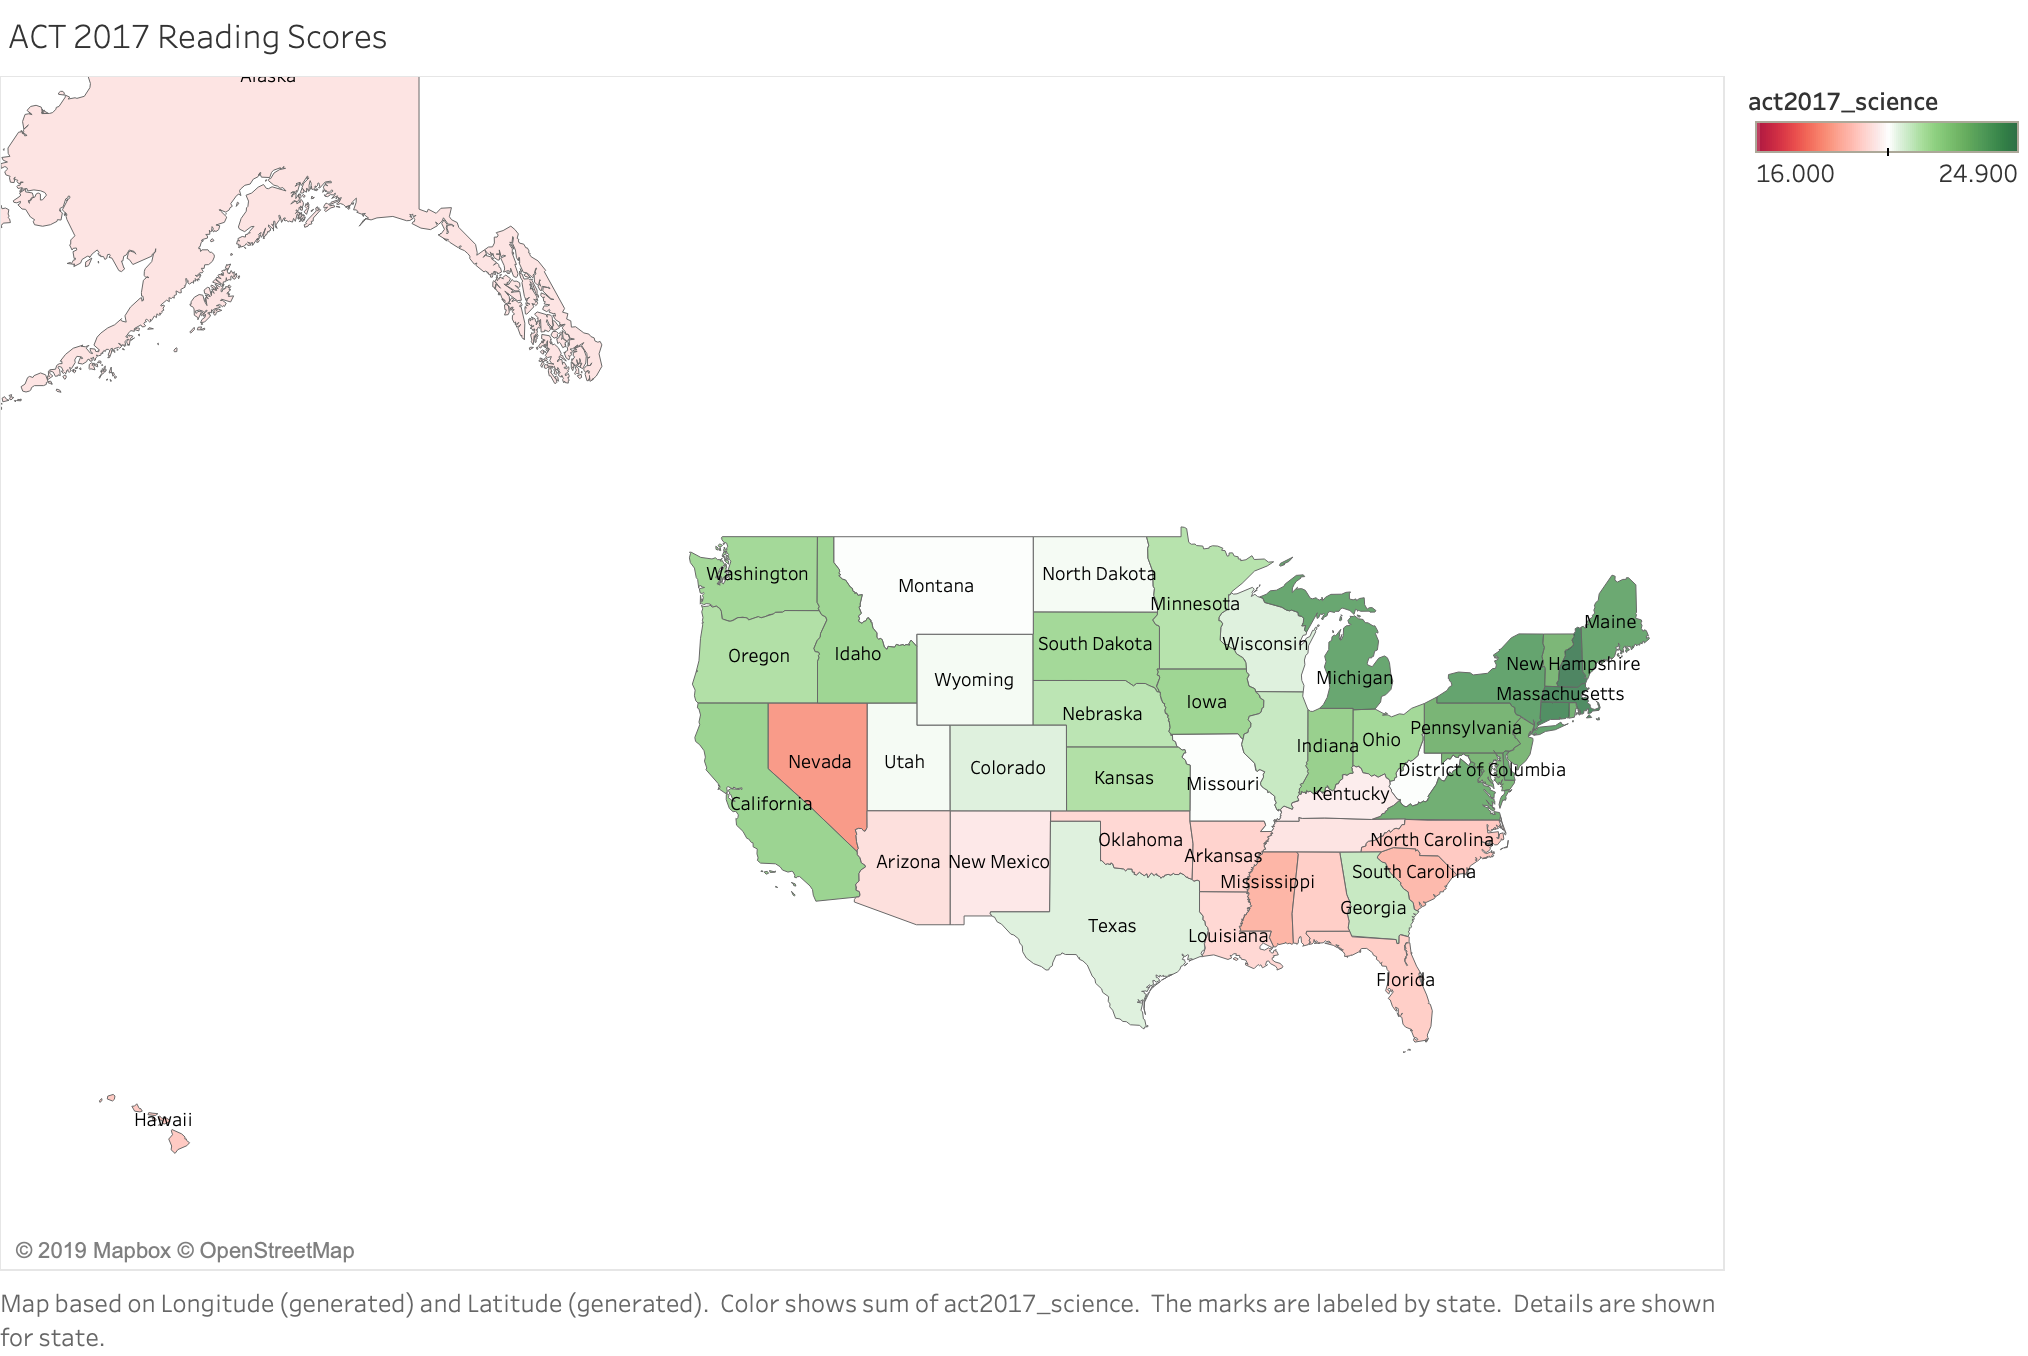 ACT 2017 Reading Scores
Alaska
act2017_science
16.000
24.900
Washington
Montana
North Dakota
Minnesota
Maine
Oregon
Idaho
South Dakota
Wisconsin
New Hampshire
Wyoming
Michigan
Massachusetts
Iowa
Nebraska
Pennsylvania
Nevada
Utah
Colorado
Kansas
Missouri
Indiana
Ohio
District of Columbia
California
Kentucky
Arizona
New Mexico
Oklahoma
Arkansas
North Carolina
Mississippi
South Carolina
Georgia
Texas
Louisiana
Florida
Hawaii
© 2019 Mapbox © OpenStreetMap
Map based on Longitude (generated) and Latitude (generated).  Color shows sum of act2017_science.  The marks are labeled by state.  Details are shown
for state.